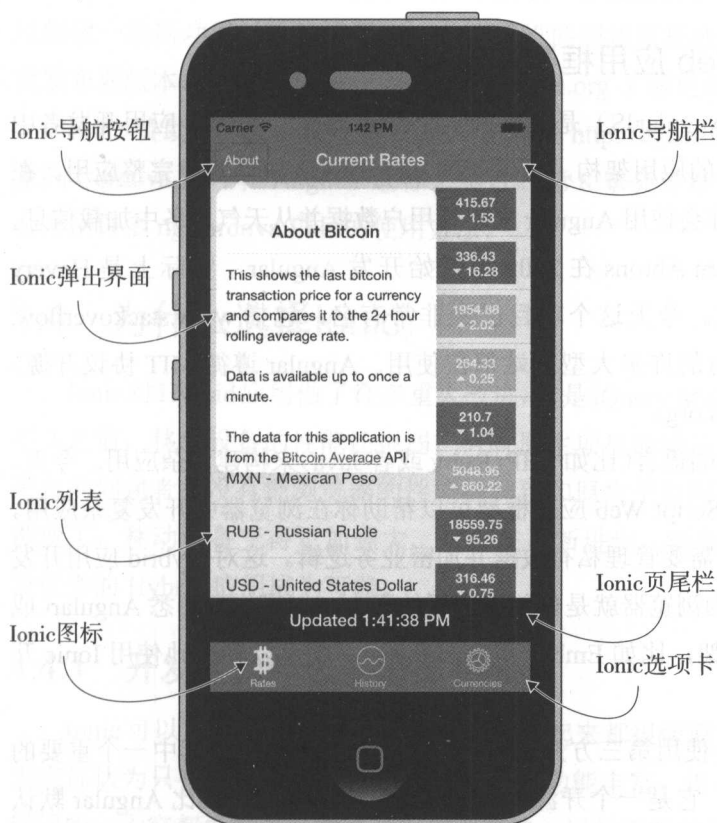 Ionic导航按钮
Ionic导航栏
Carrier
1:42 PM
About
Current Rates
Ionic弹出界面
About Bitcoin
This shows the last bitcoin
transaction price for a currency
and compares it to the 24 hour
rolling average rate.
Data is available up to once a
minute.
The data for this application is
from the Bitcoin Average API.
415.67
▼ 1.53
336.43
▼ 16.28
1954.88
▲ 2.02
264.33
▲ 0.25
210.7
▼ 1.04
Ionic列表
MXN - Mexican Peso
5048.96
▲ 860.22
RUB - Russian Ruble
18559.75
▼ 95.26
USD - United States Dollar
316.46
▼ 0.75
Ionic页尾栏
Updated 1:41:38 PM
Ionic图标
Rates
History
Currencies
Ionic选项卡